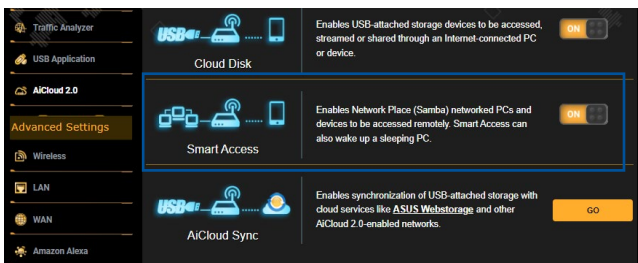 Traffic Analyzer
USB Application
AiCloud 2.0
Advanced Settings
Wireless
LAN
WAN
Amazon Alexa
USB
Cloud Disk
Enables USB-attached storage devices to be accessed,
streamed or shared through an Internet-connected PC
or device.
ON
Smart Access
Enables Network Place (Samba) networked PCs and
devices to be accessed remotely. Smart Access can
also wake up a sleeping PC.
ON
USB
AiCloud Sync
Enables synchronization of USB-attached storage with
cloud services like ASUS Webstorage and other
AiCloud 2.0-enabled networks.
GO